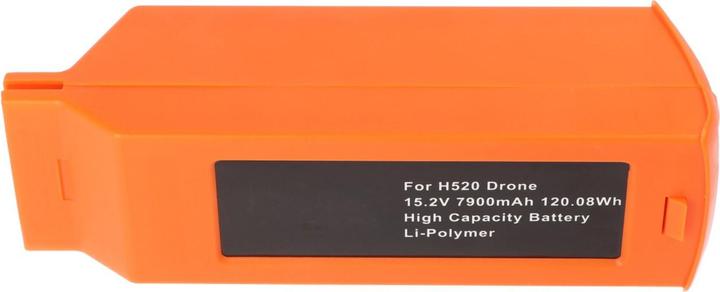 For H520 Drone
15.2V 7900mAh 120.08Wh
High Capacity Battery
Li-Polymer